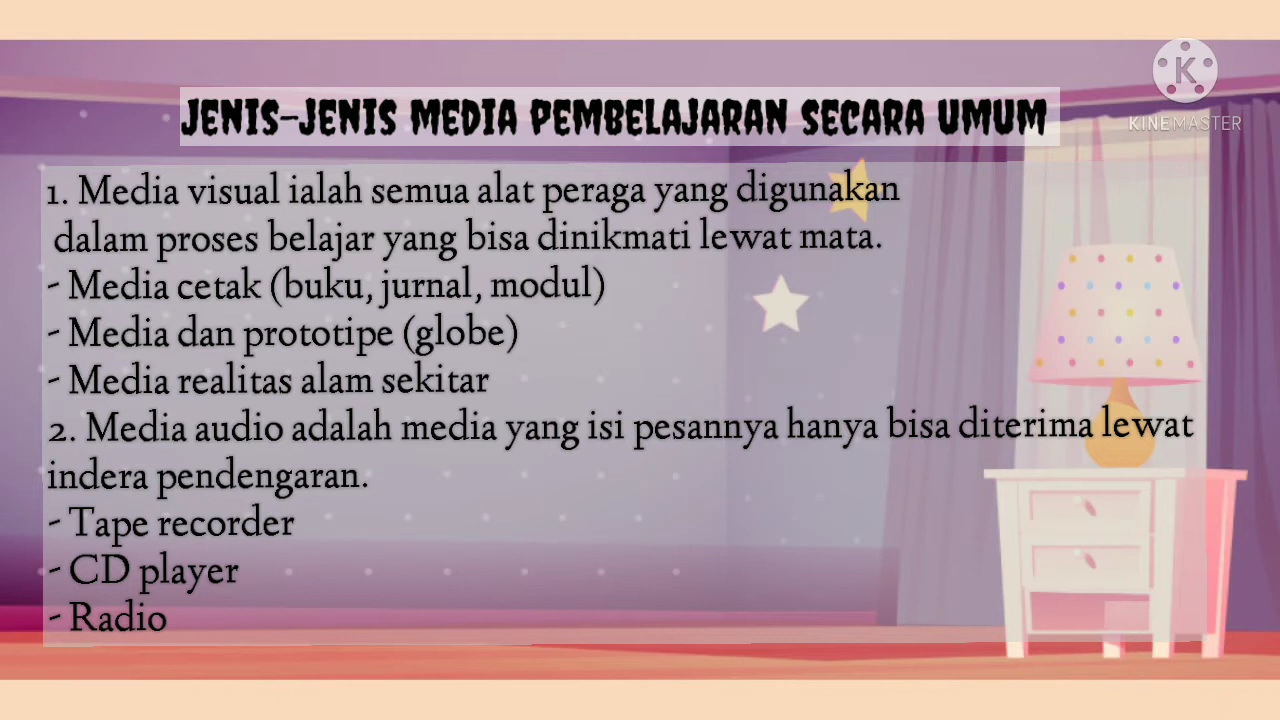 JENIS-JENIS MEDIA PEMBELAJARAN SECARA UMUM
K
KINEMASTER
1. Media visual ialah semua alat peraga yang digunakan
dalam proses belajar yang bisa dinikmati lewat mata.
- Media cetak (buku, jurnal, modul)
- Media dan prototipe (globe)
- Media realitas alam sekitar
2. Media audio adalah media yang isi pesannya hanya bisa diterima lewat
indera pendengaran.
- Tape recorder
- CD player
- Radio